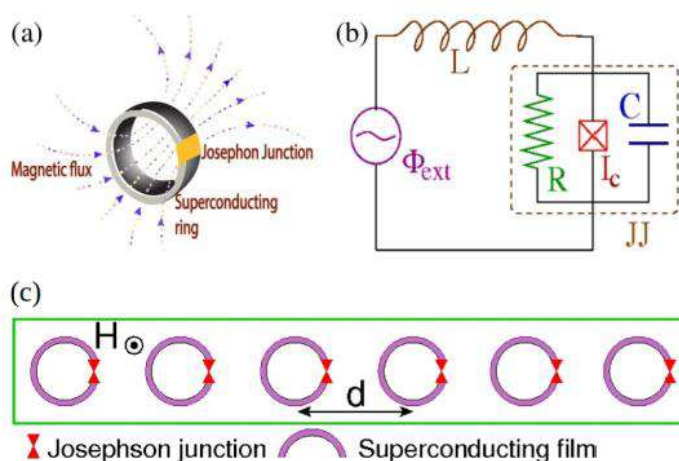 (a)
Magnetic flux
Josephon Junction
Superconducting
ring
(b)
L
Φext
R
Ic
C
JJ
(c)
H
d
Josephson junction
Superconducting film